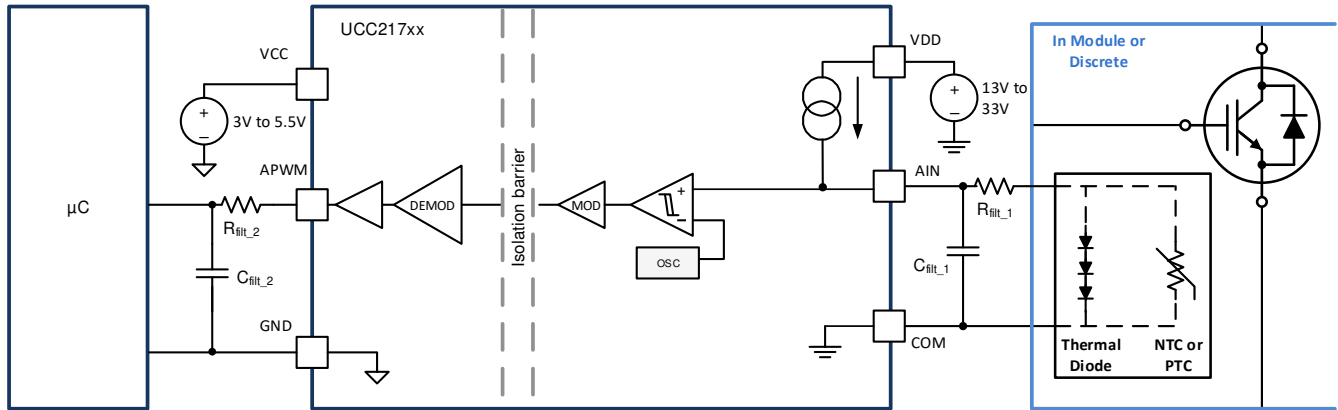 UCC217xx
In Module or
Discrete
VCC
VDD
+
−
3V to 5.5V
+
−
13V to
33V
APWM
AIN
µC
DEMOD
Isolation barrier
MOD
+
−
OSC
Rfilt_1
Rfilt_2
Cfilt_1
Cfilt_2
GND
COM
Thermal
Diode
NTC or
PTC